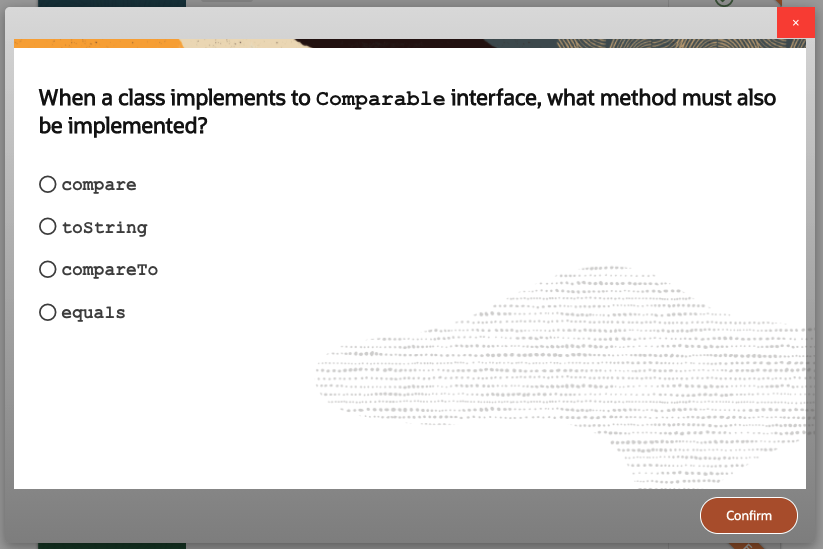 ×
When a class implements to Comparable interface, what method must also
be implemented?
compare
toString
compareTo
equals
Confirm